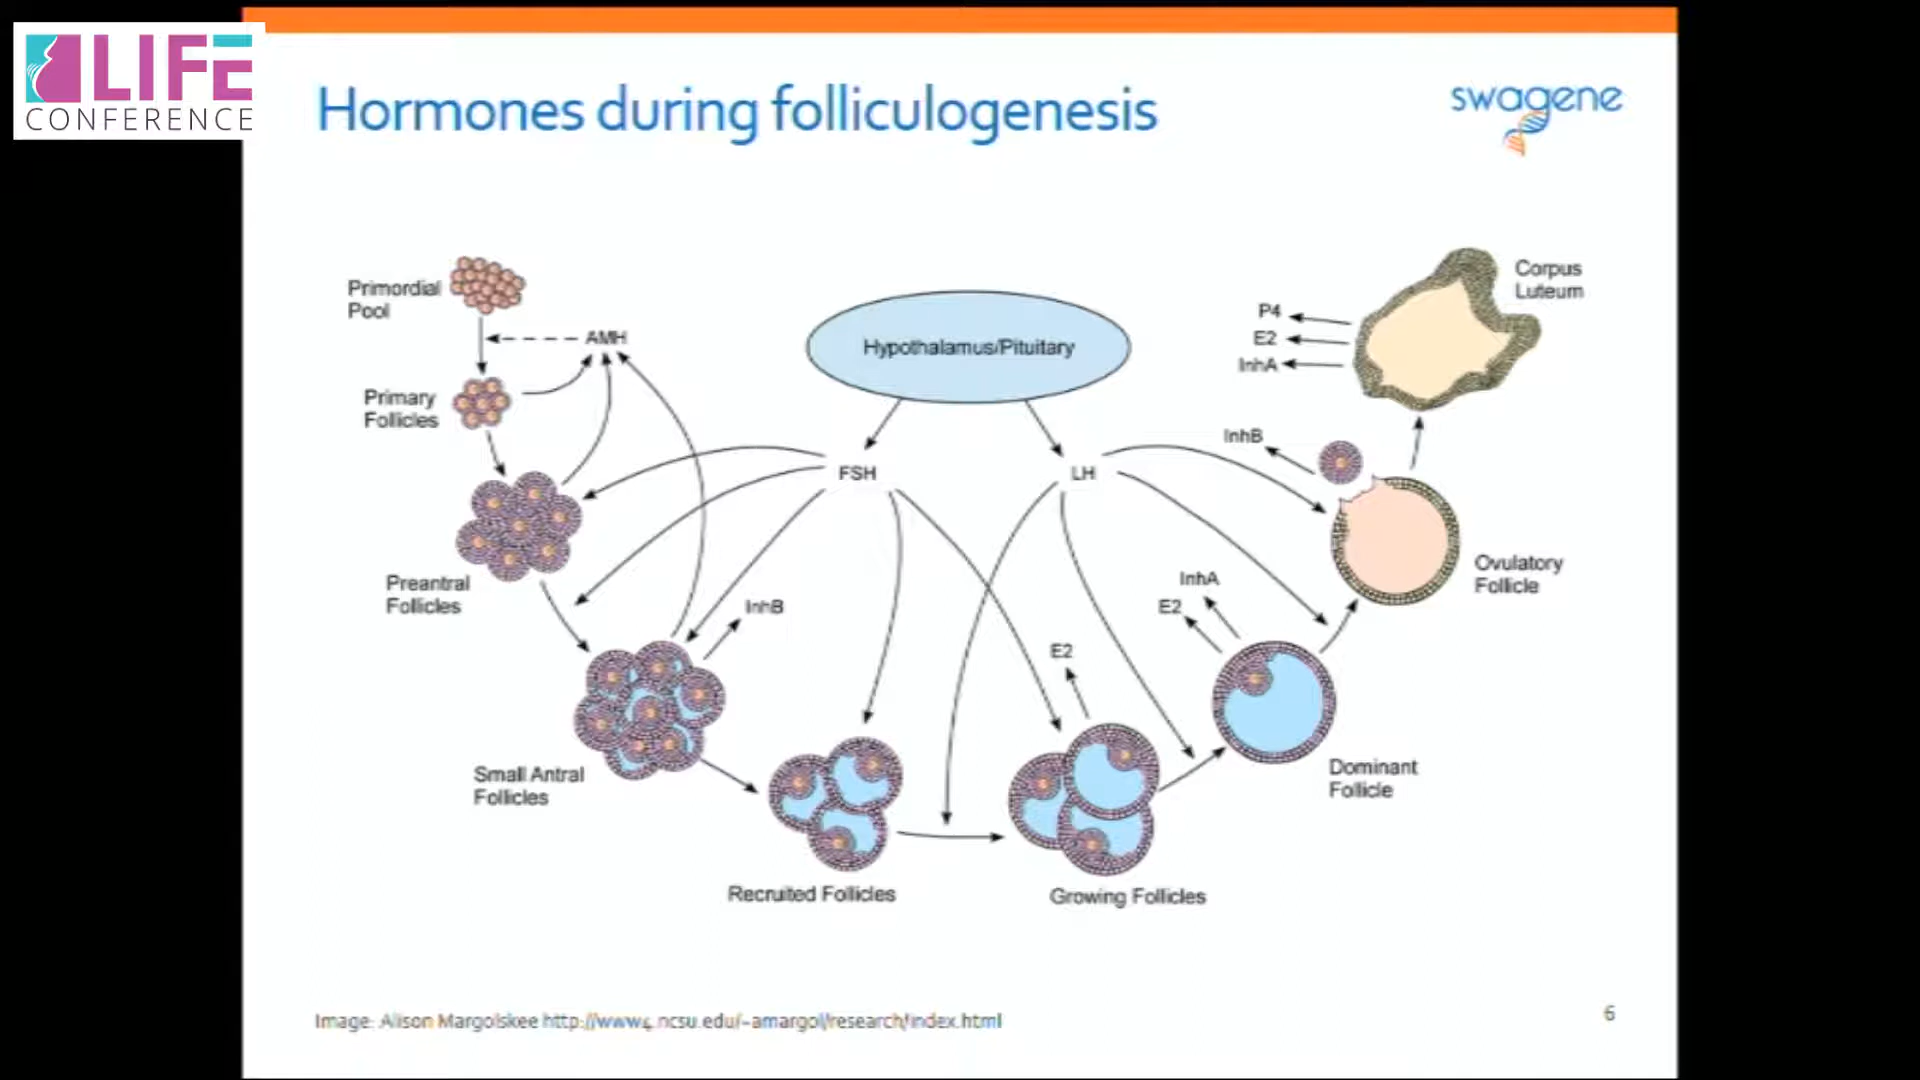 LIFE
CONFERENCE
Hormones during folliculogenesis
swagene
Primordial
Pool
AMH
Primary
Follicles
Preantral
Follicles
Small Antral
Follicles
InhB
Hypothalamus/Pituitary
FSH
LH
Recruited Follicles
E2
Growing Follicles
InhA
E2
Dominant
Follicle
InhB
Ovulatory
Follicle
P4
E2
InhA
Corpus
Luteum
Image: Alison Margolskee http://www4.ncsu.edu/~amargol/research/index.html
6